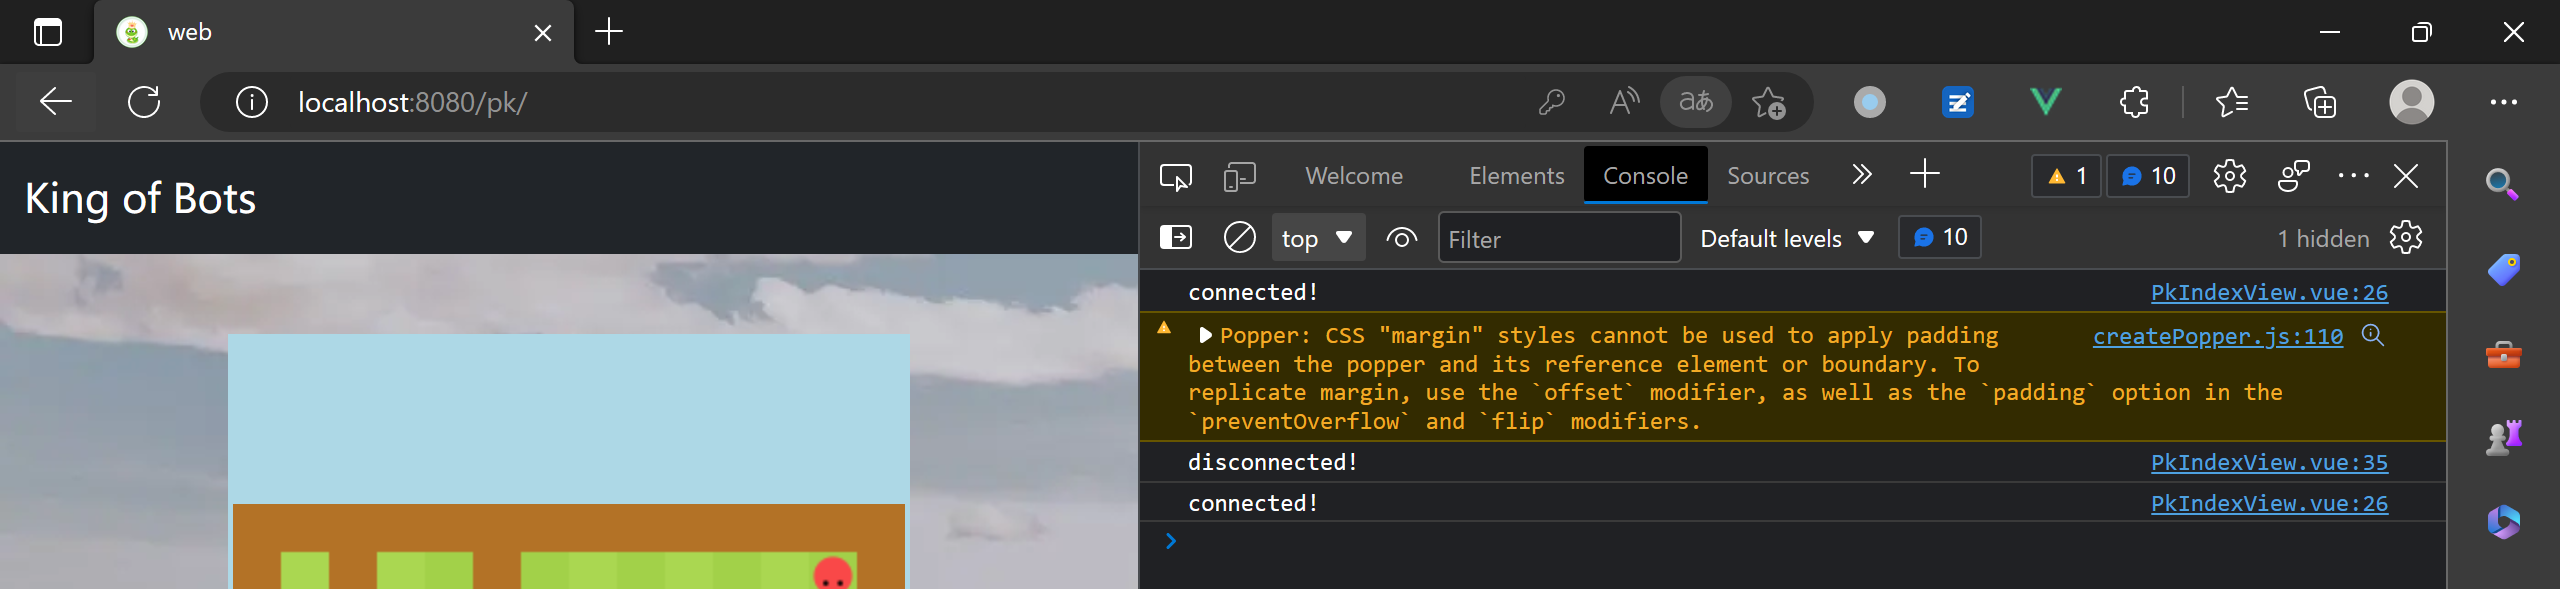 web
localhost:8080/pk/
aあ
King of Bots
Welcome Elements Console Sources 1 10
top Filter Default levels 10 1 hidden
connected! PkIndexView.vue:26
Popper: CSS "margin" styles cannot be used to apply padding createPopper.js:110
between the popper and its reference element or boundary. To
replicate margin, use the `offset` modifier, as well as the `padding` option in the
`preventOverflow` and `flip` modifiers.
disconnected! PkIndexView.vue:35
connected! PkIndexView.vue:26